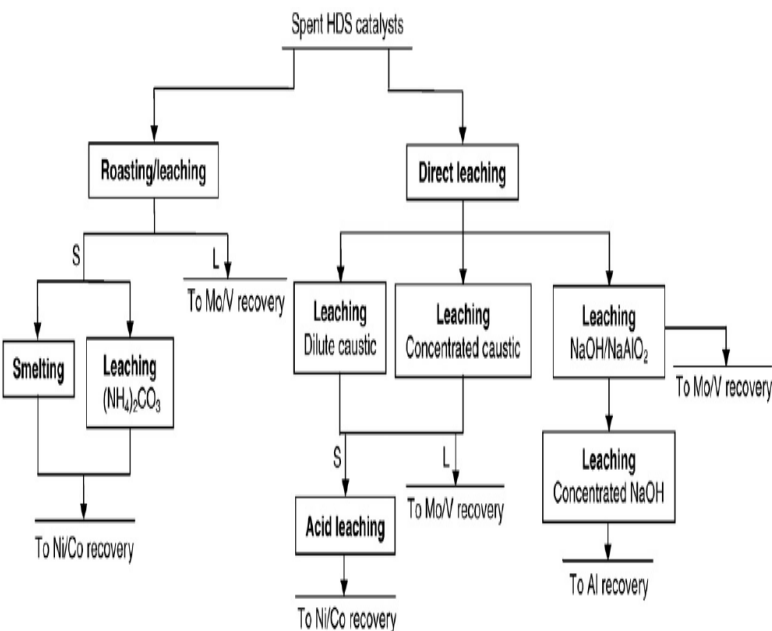 Spent HDS catalysts
Roasting/leaching
Direct leaching
S
L
To Mo/V recovery
Smelting
Leaching
(NH₄)₂CO₃
To Ni/Co recovery
Leaching
Dilute caustic
Leaching
Concentrated caustic
Leaching
NaOH/NaAlO₂
To Mo/V recovery
S
L
Acid leaching
To Mo/V recovery
Leaching
Concentrated NaOH
To Ni/Co recovery
To Al recovery